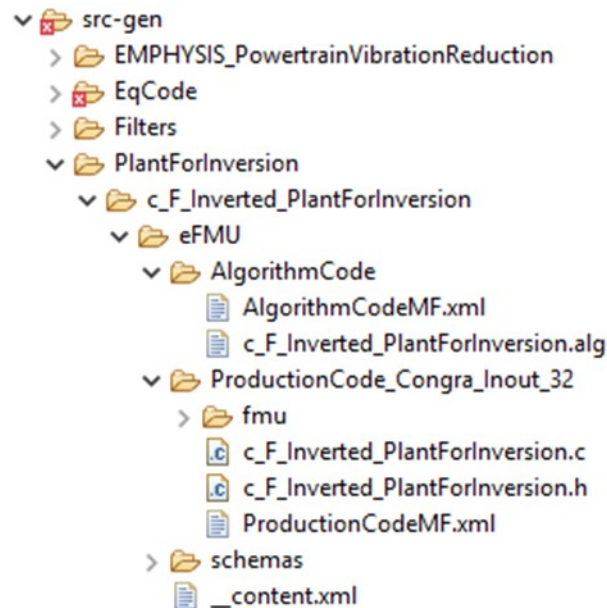 src-gen
EMPHYSIS_PowertrainVibrationReduction
EqCode
Filters
PlantForInversion
c_F_Inverted_PlantForInversion
eFMU
AlgorithmCode
AlgorithmCodeMF.xml
c_F_Inverted_PlantForInversion.alg
ProductionCode_Congra_Inout_32
fmu
.c c_F_Inverted_PlantForInversion.c
.c c_F_Inverted_PlantForInversion.h
ProductionCodeMF.xml
schemas
__content.xml